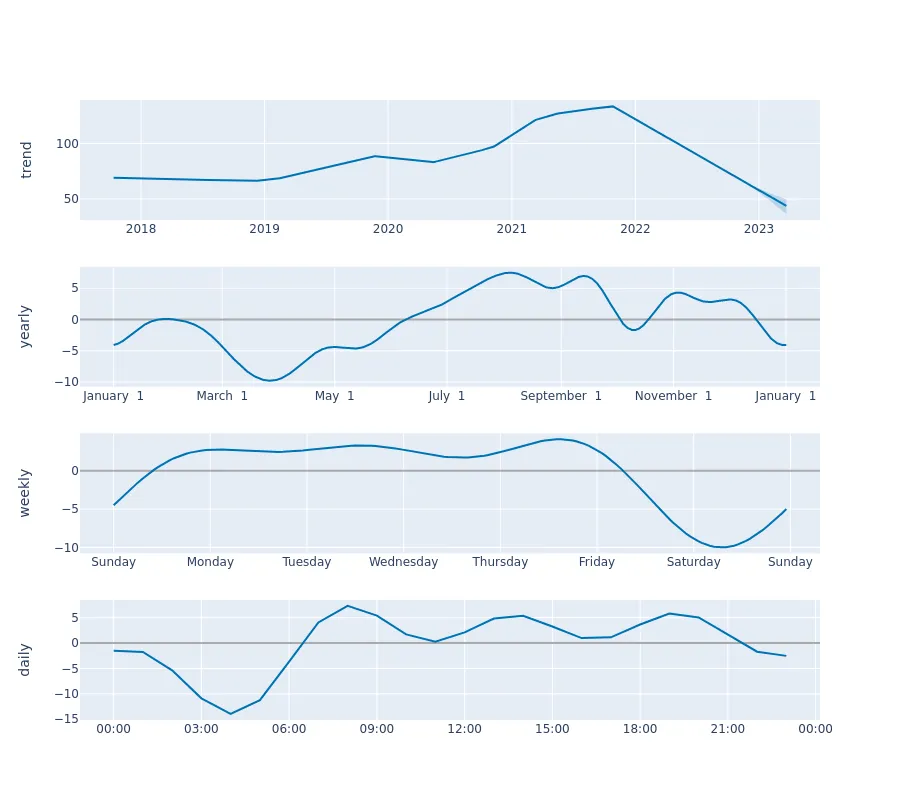 trend
100
50
2018 2019 2020 2021 2022 2023
yearly
5
0
−5
−10
January 1 March 1 May 1 July 1 September 1 November 1 January 1
weekly
0
−5
−10
Sunday Monday Tuesday Wednesday Thursday Friday Saturday Sunday
daily
5
0
−5
−10
−15
00:00 03:00 06:00 09:00 12:00 15:00 18:00 21:00 00:00